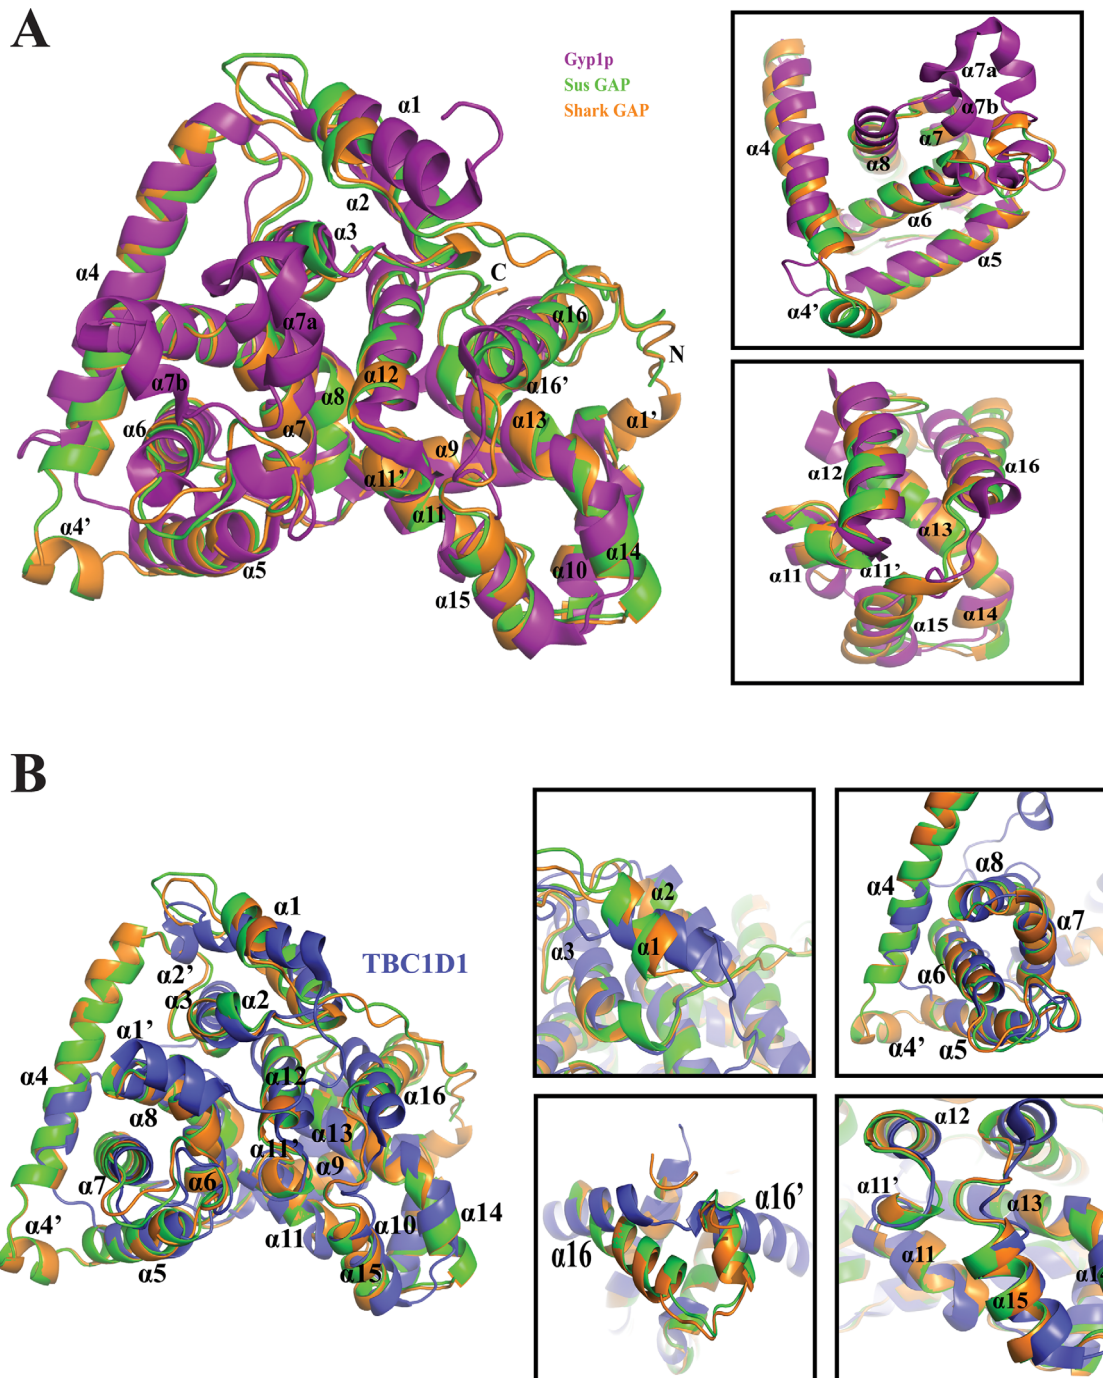 A
Gyp1p
Sus GAP
Shark GAP
α1
α2
α3
α4
C
α7a
α16
N
α7b
α12
α16'
α8
α6
α7
α13
α1'
α9
α11'
α11
α4'
α5
α14
α10
α15
α7a
α7b
α4
α7
α8
α6
α5
α4'
α12
α16
α13
α11
α11'
α14
α15
B
α1
TBC1D1
α2'
α3
α2
α1'
α4
α12
α16
α8
α13
α11'
α9
α7
α6
α4'
α10
α14
α11
α5
α15
α2
α3
α1
α8
α4
α7
α6
α4'
α5
α16'
α16
α12
α11'
α13
α11
α15